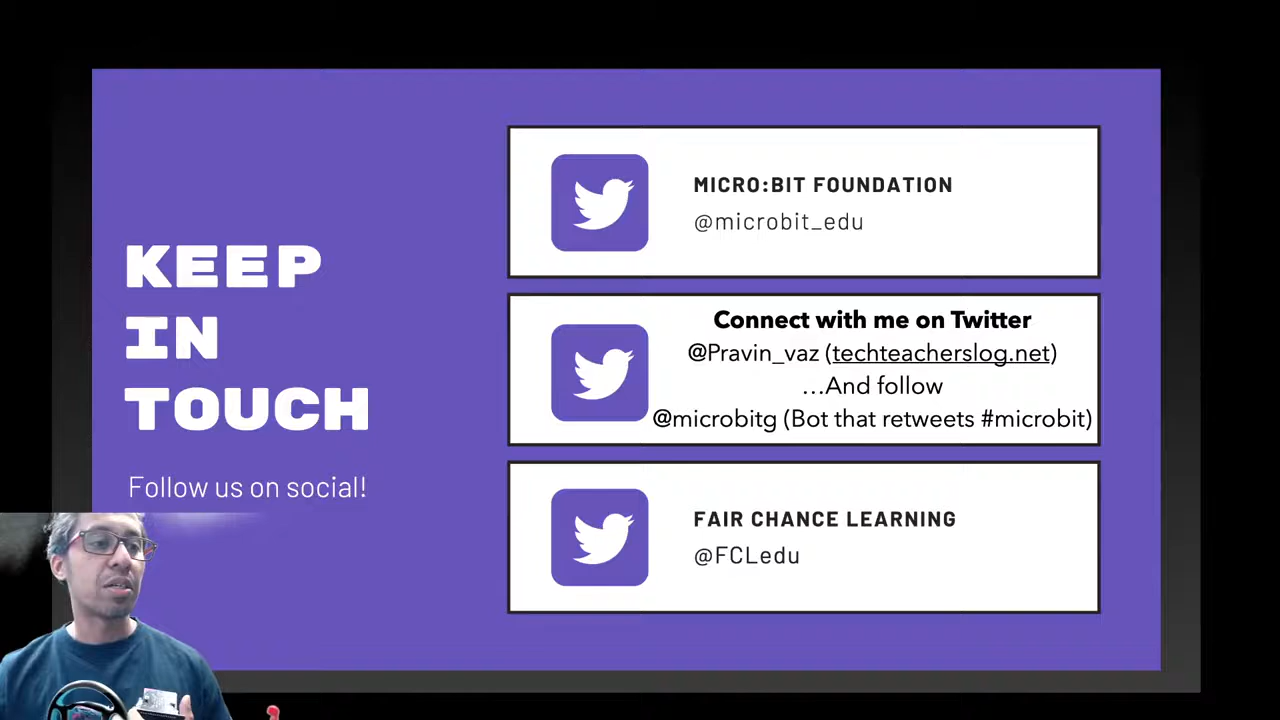 KEEP
IN
TOUCH
Follow us on social!
MICRO:BIT FOUNDATION
@microbit_edu
Connect with me on Twitter
@Pravin_vaz (techteacherslog.net)
…And follow
@microbitg (Bot that retweets #microbit)
FAIR CHANCE LEARNING
@FCLedu